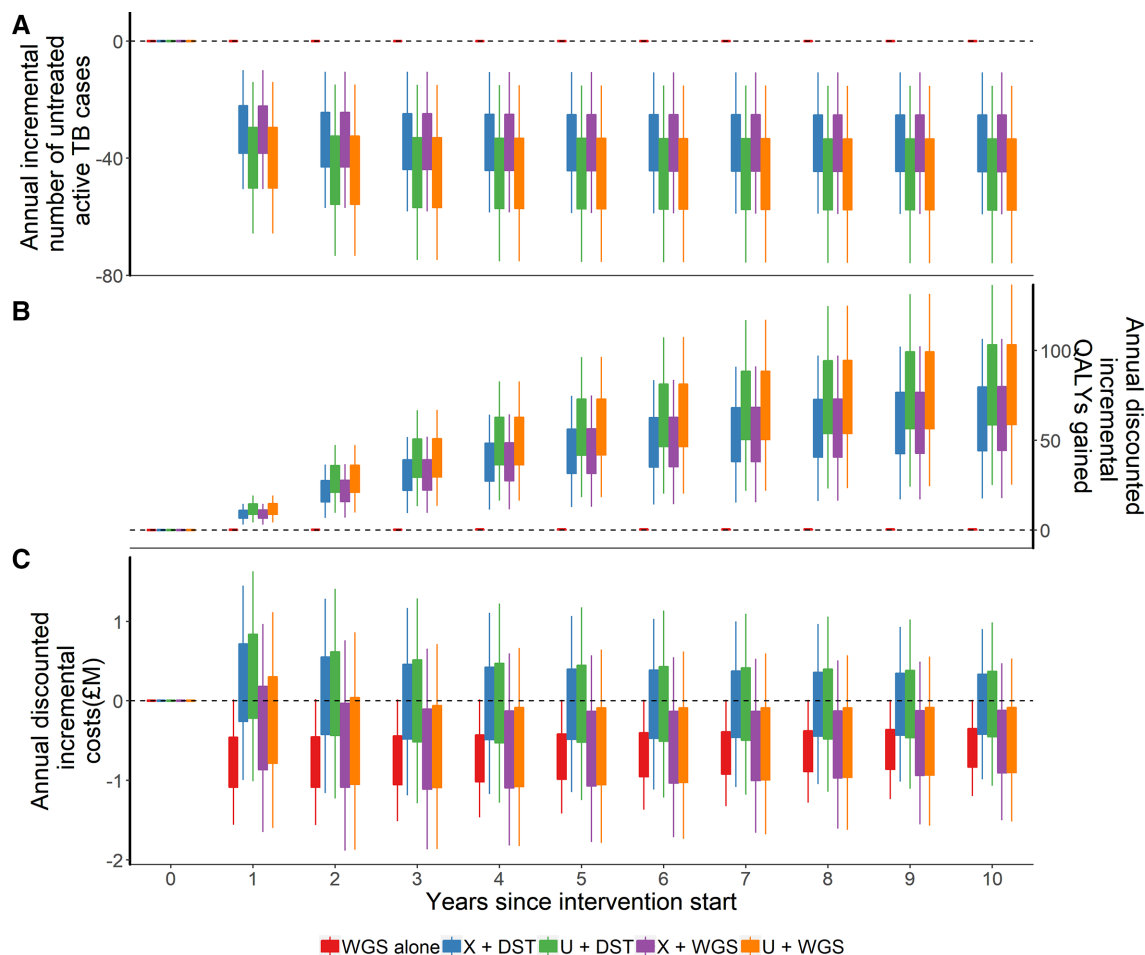 A
Annual incremental
number of untreated
active TB cases
0
-40
-80
B
Annual discounted
incremental
QALYs gained
100
50
0
C
Annual discounted
incremental
costs(£M)
1
0
-1
-2
0 1 2 3 4 5 6 7 8 9 10
Years since intervention start
WGS alone X + DST U + DST X + WGS U + WGS